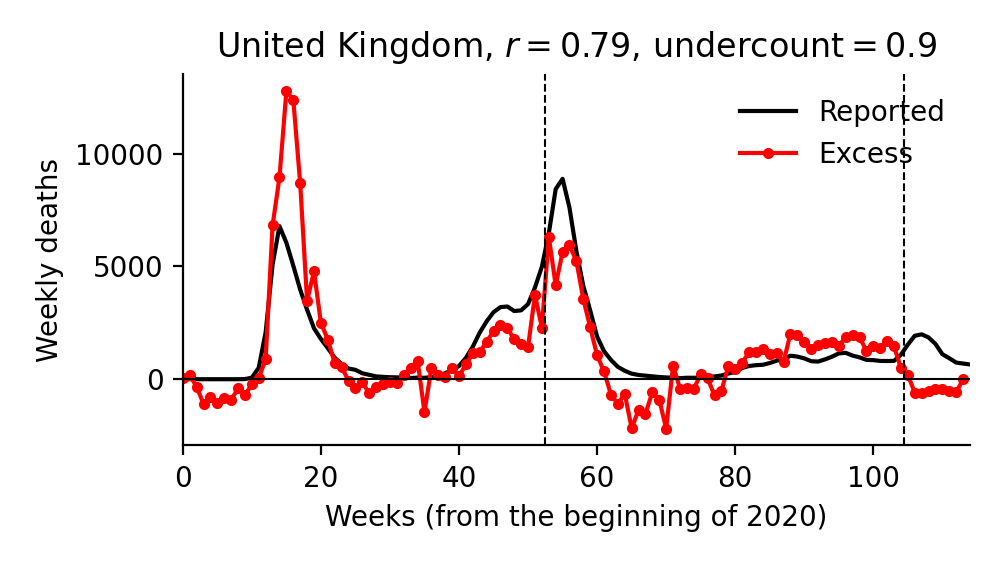 United Kingdom, r = 0.79, undercount = 0.9
Reported
Excess
Weekly deaths
10000
5000
0
0 20 40 60 80 100
Weeks (from the beginning of 2020)